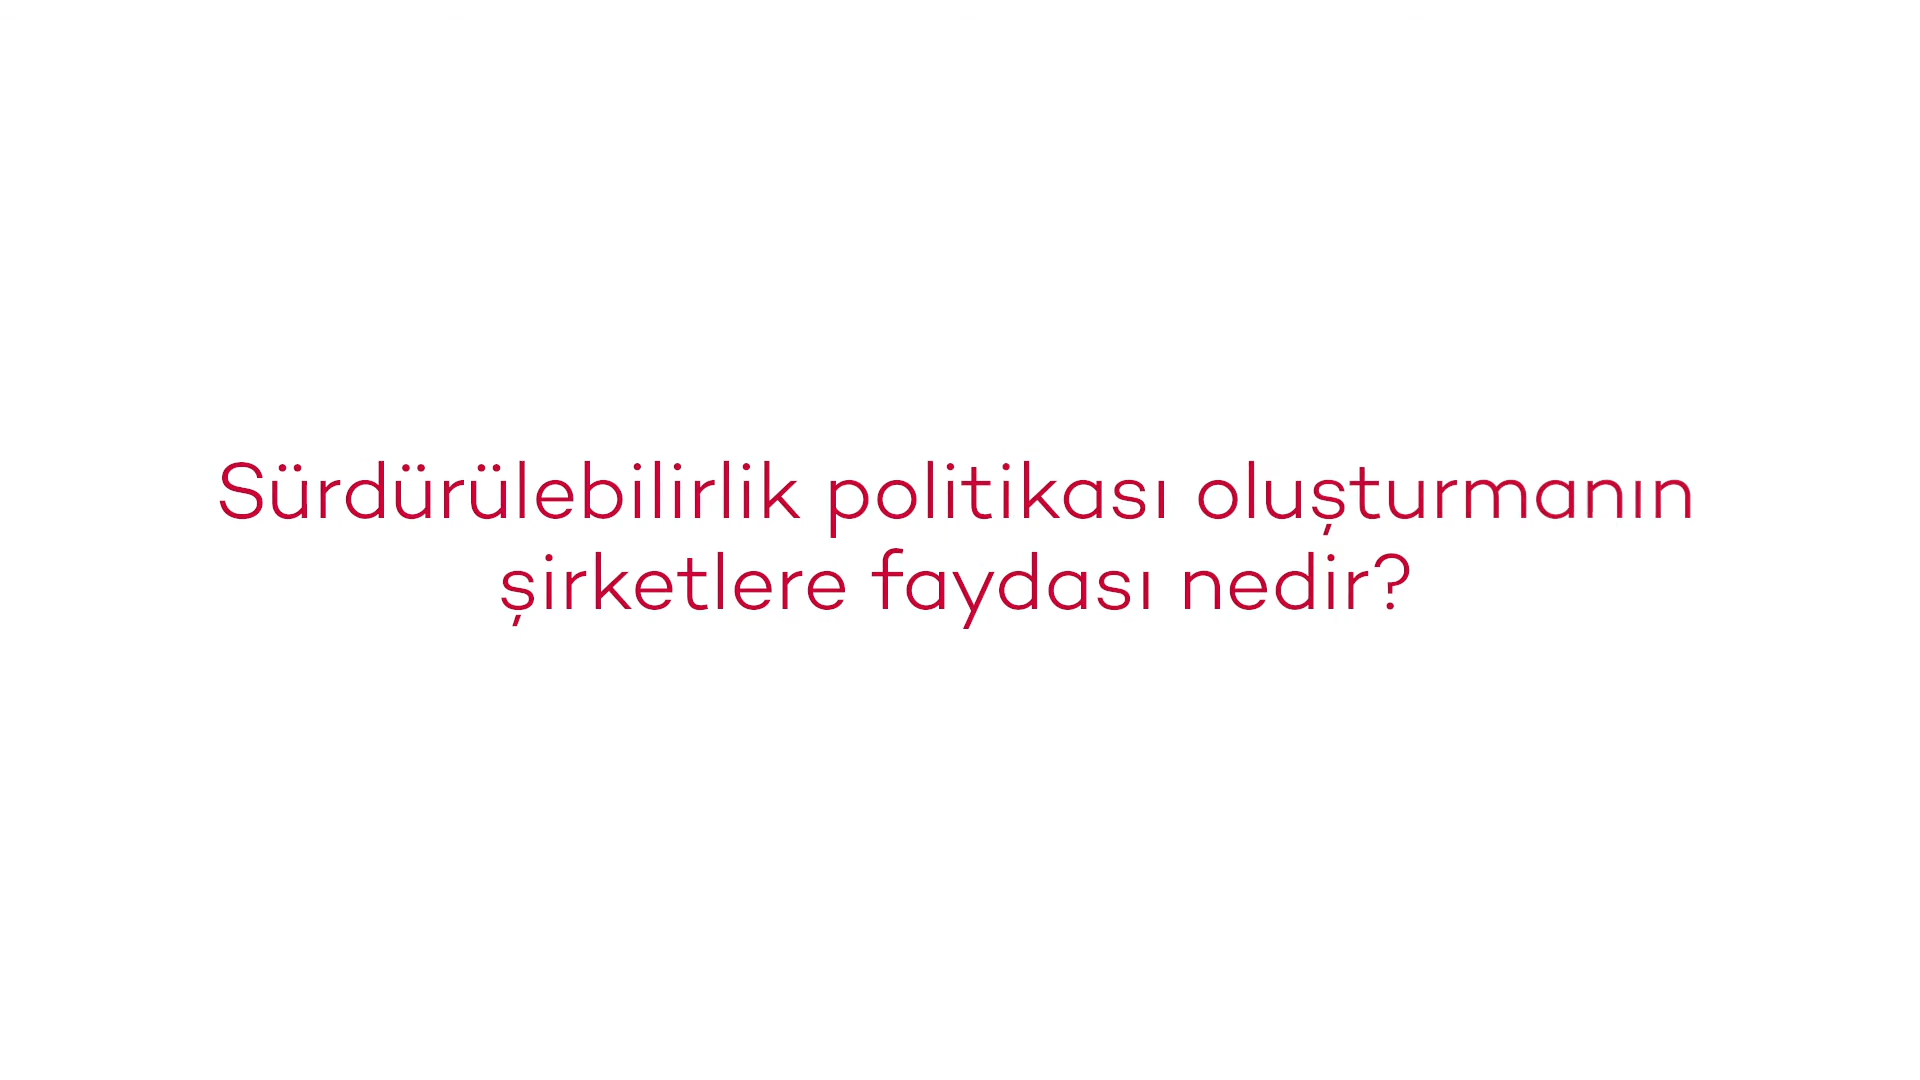 Sürdürülebilirlik politikası oluşturmanın
şirketlere faydası nedir?